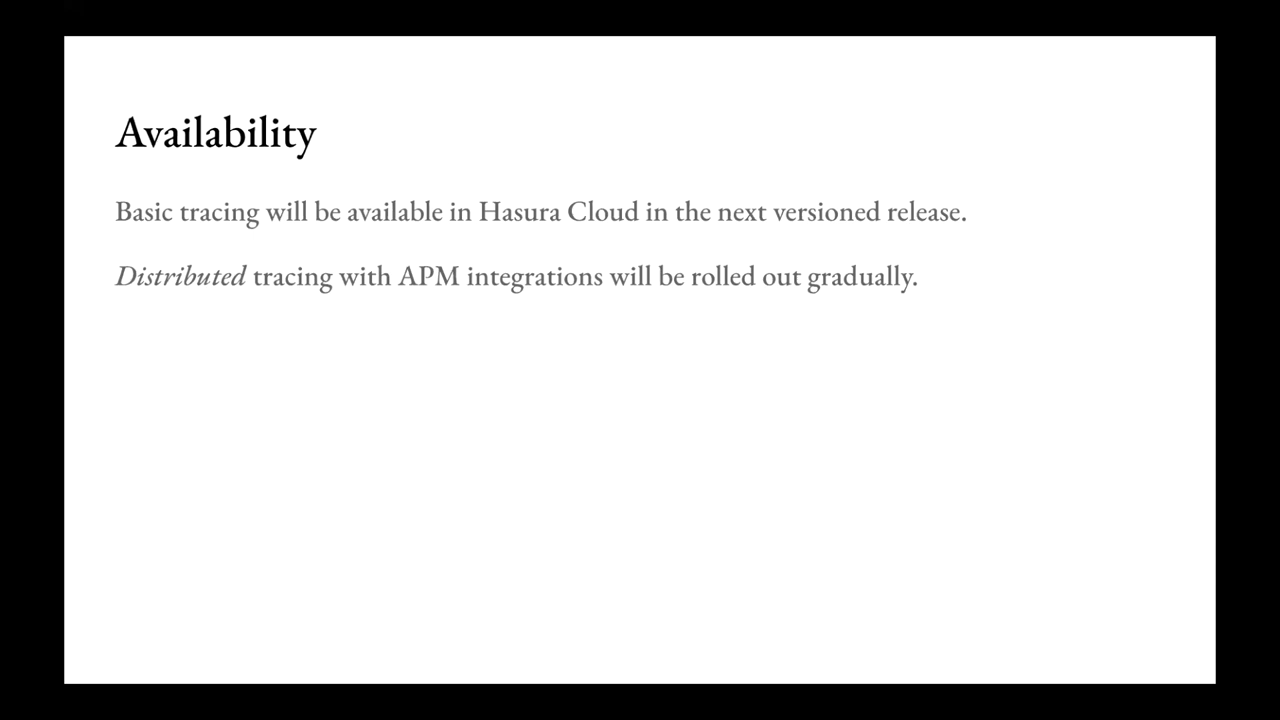 Availability
Basic tracing will be available in Hasura Cloud in the next versioned release.
Distributed tracing with APM integrations will be rolled out gradually.